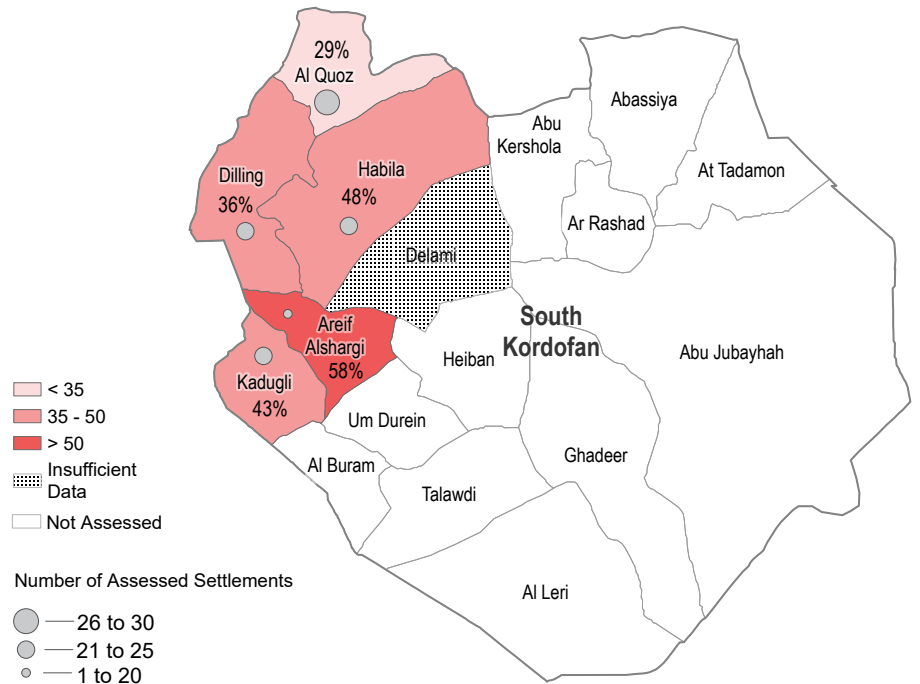 29%
Al Quoz
Abassiya
Abu
Kershola
At Tadamon
Dilling
36%
Habila
48%
Ar Rashad
Delami
South
Kordofan
Areif
Alshargi
58%
Heiban
Abu Jubayhah
Kadugli
43%
Um Durein
Ghadeer
Al Buram
Talawdi
Al Leri
< 35
35 - 50
> 50
Insufficient
Data
Not Assessed
Number of Assessed Settlements
26 to 30
21 to 25
1 to 20